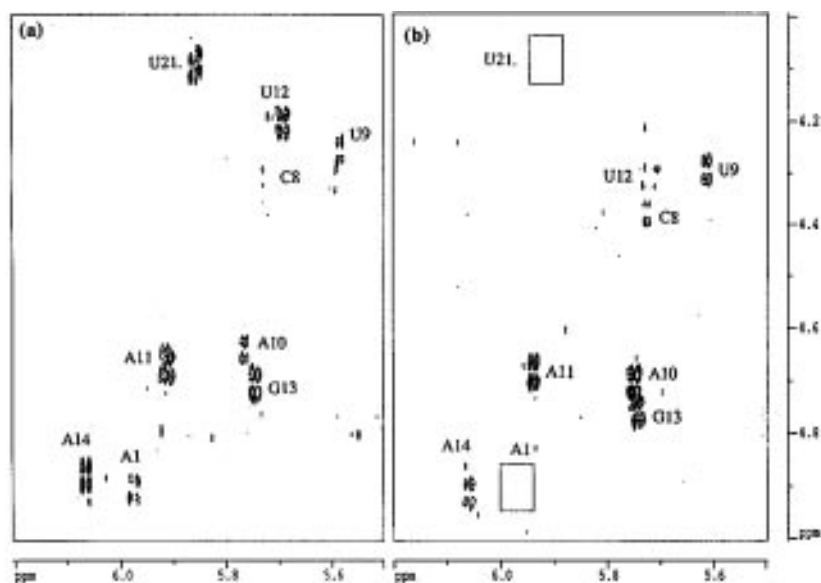 (a)
U21.
U12
U9
C8
A11
A10
G13
A14
A1
ppm 6.0 5.8 5.6
(b)
U21.
U12
U9
C8
A11
A10
G13
A14
A1
4.2
4.4
4.6
4.8
ppm
ppm 6.0 5.8 5.6